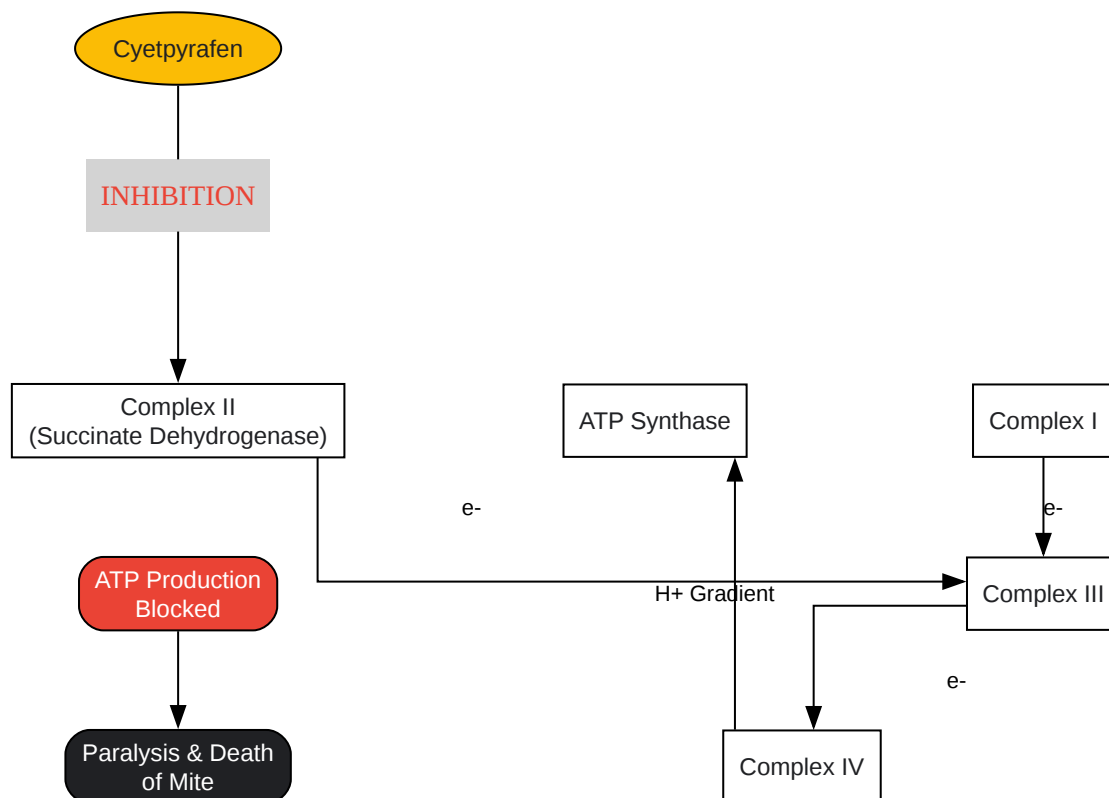 Cyetpyrafen
INHIBITION
Complex II
(Succinate Dehydrogenase)
ATP Synthase
Complex I
e-
e-
ATP Production
Blocked
H+ Gradient
Complex III
e-
Paralysis & Death
of Mite
Complex IV